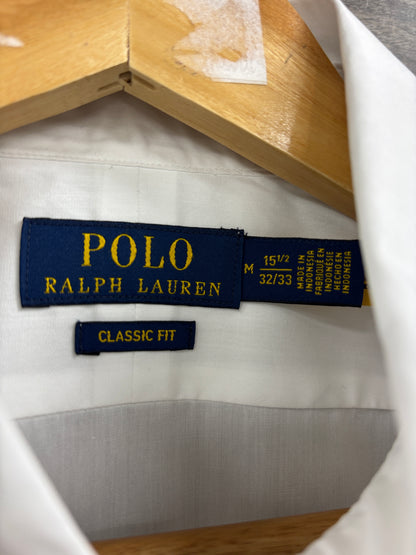 POLO
RALPH LAUREN
M
15 1/2
32/33
MADE IN
INDONESIA
FABRIQUÉ EN
INDONÉSIE
HECHO EN
INDONESIA
CLASSIC FIT